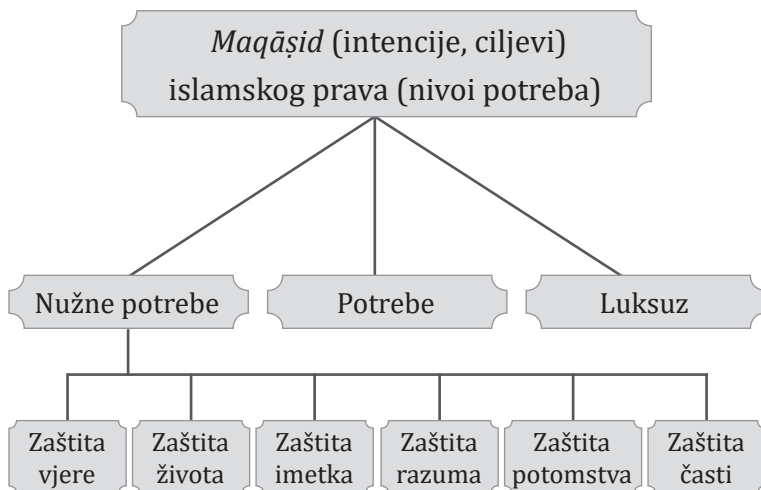 Maqāṣid (intencije, ciljevi)
islamskog prava (nivoi potreba)
Nužne potrebe
Potrebe
Luksuz
Zaštita
vjere
Zaštita
života
Zaštita
imetka
Zaštita
razuma
Zaštita
potomstva
Zaštita
časti